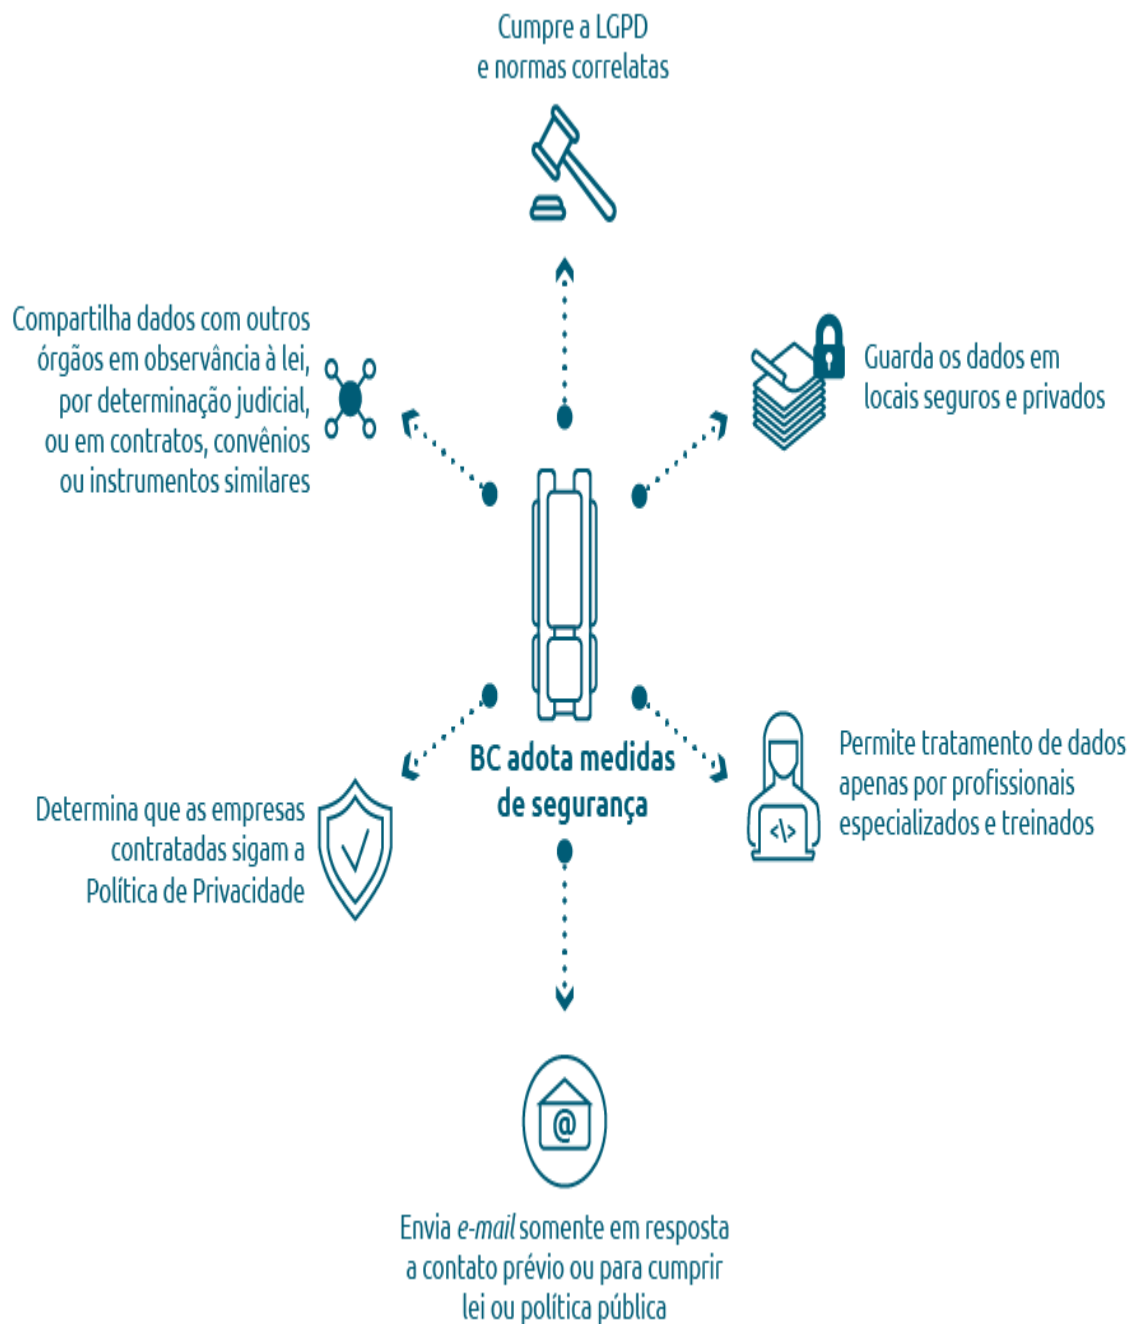 Cumpre a LGPD
e normas correlatas
Compartilha dados com outros
órgãos em observância à lei,
por determinação judicial,
ou em contratos, convênios
ou instrumentos similares
Guarda os dados em
locais seguros e privados
BC adota medidas
de segurança
Determina que as empresas
contratadas sigam a
Política de Privacidade
Permite tratamento de dados
apenas por profissionais
especializados e treinados
</>
@
Envia e-mail somente em resposta
a contato prévio ou para cumprir
lei ou política pública